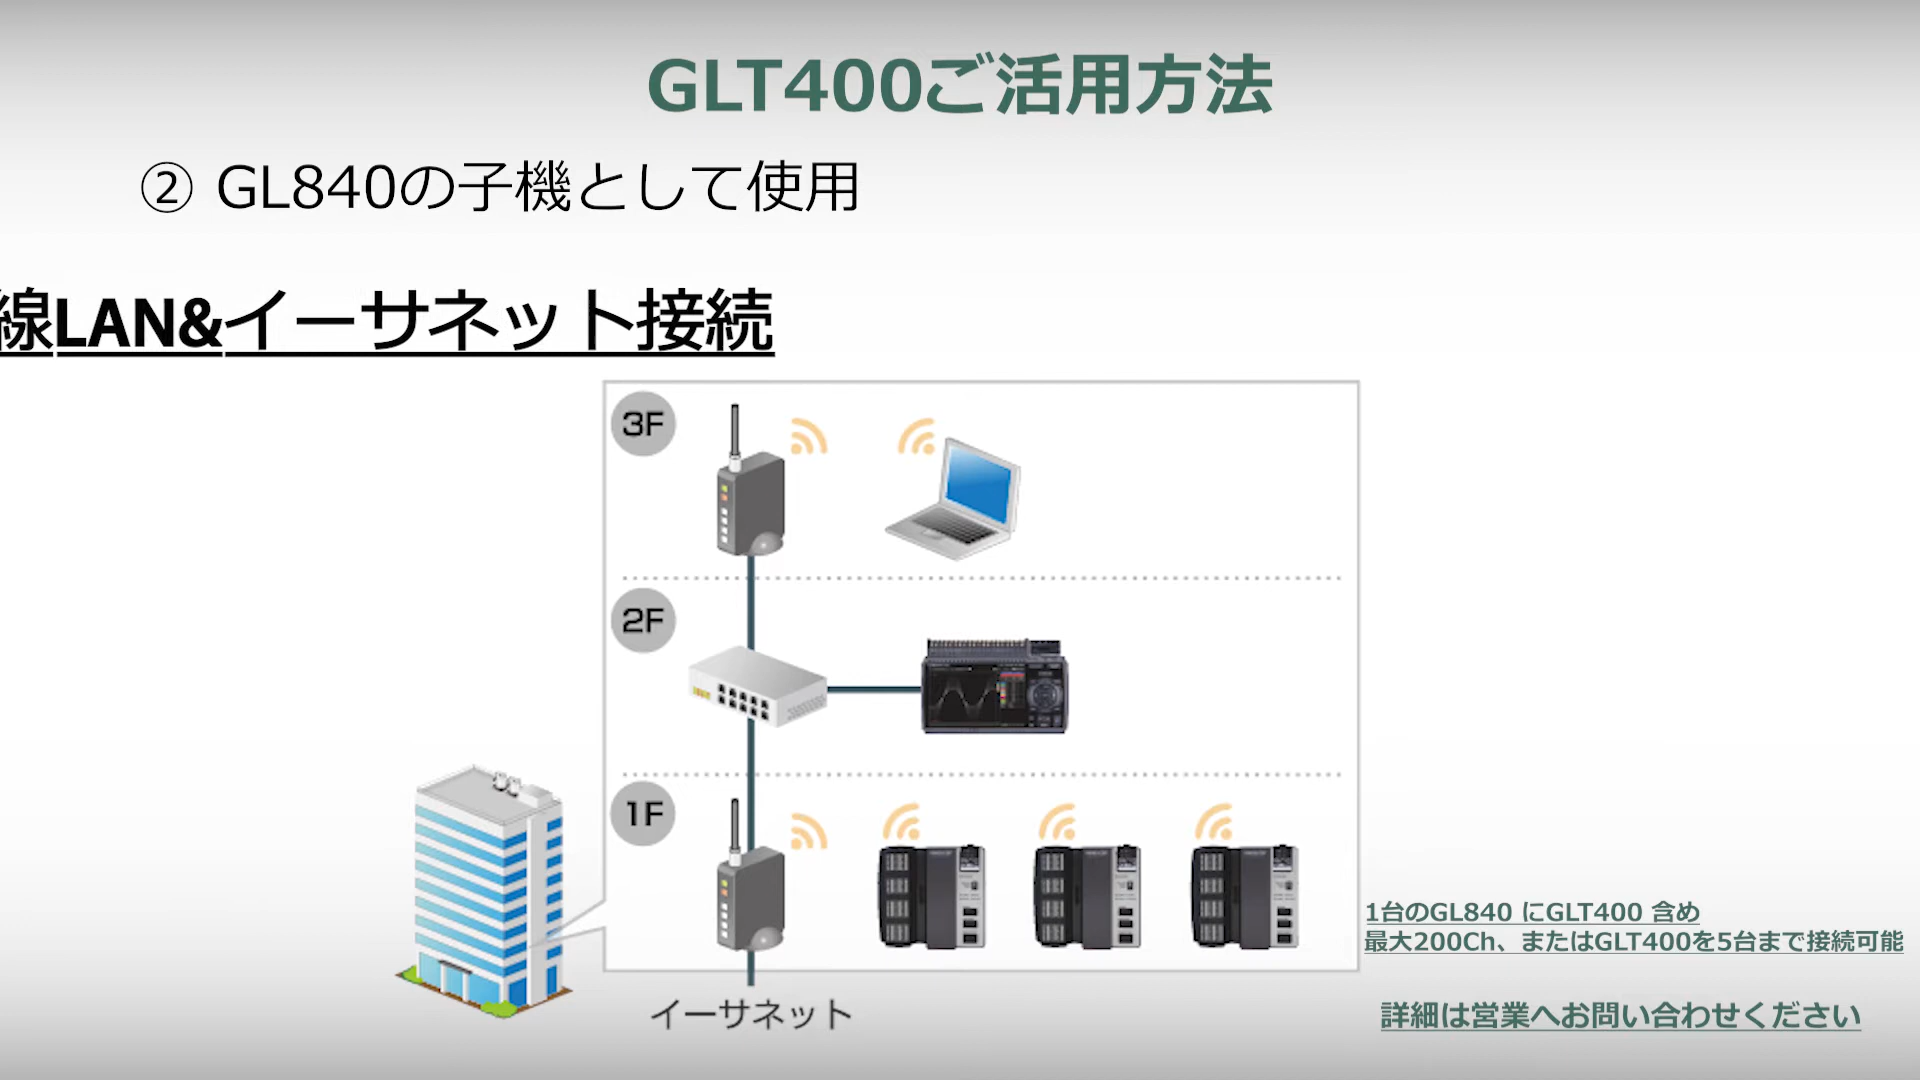 GLT400ご活用方法
② GL840の子機として使用
線LAN&イーサネット接続
3F
2F
1F
1台のGL840 にGLT400 含め
最大200Ch、またはGLT400を5台まで接続可能
イーサネット
詳細は営業へお問い合わせください